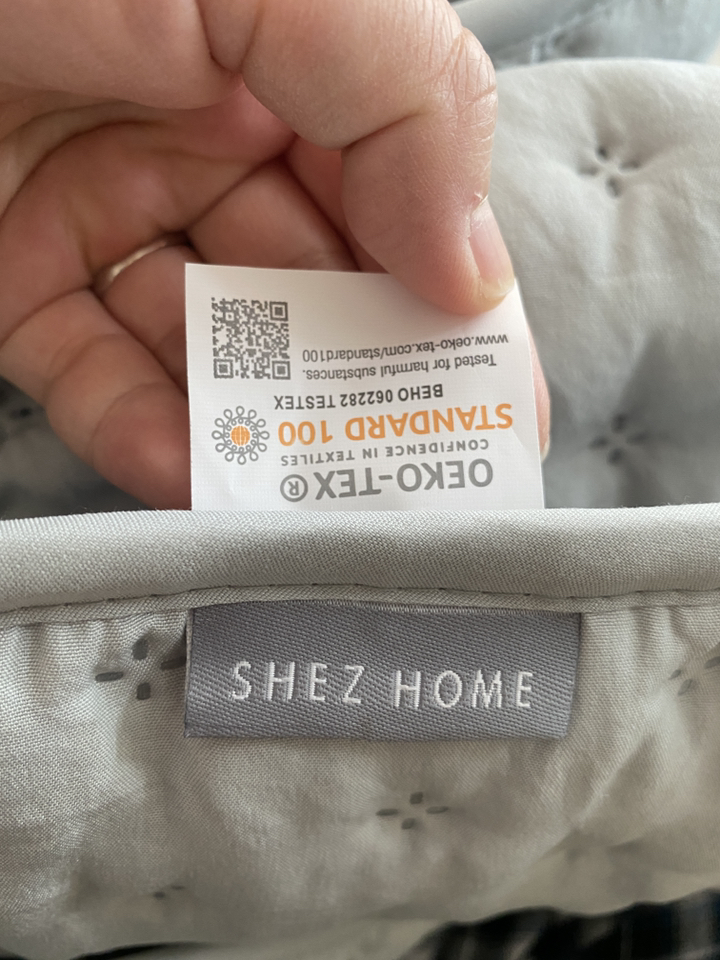 OEKO-TEX®
CONFIDENCE IN TEXTILES
STANDARD 100
BEHO 062282 TESTEX
Tested for harmful substances.
www.oeko-tex.com/standard100
SHEZ HOME